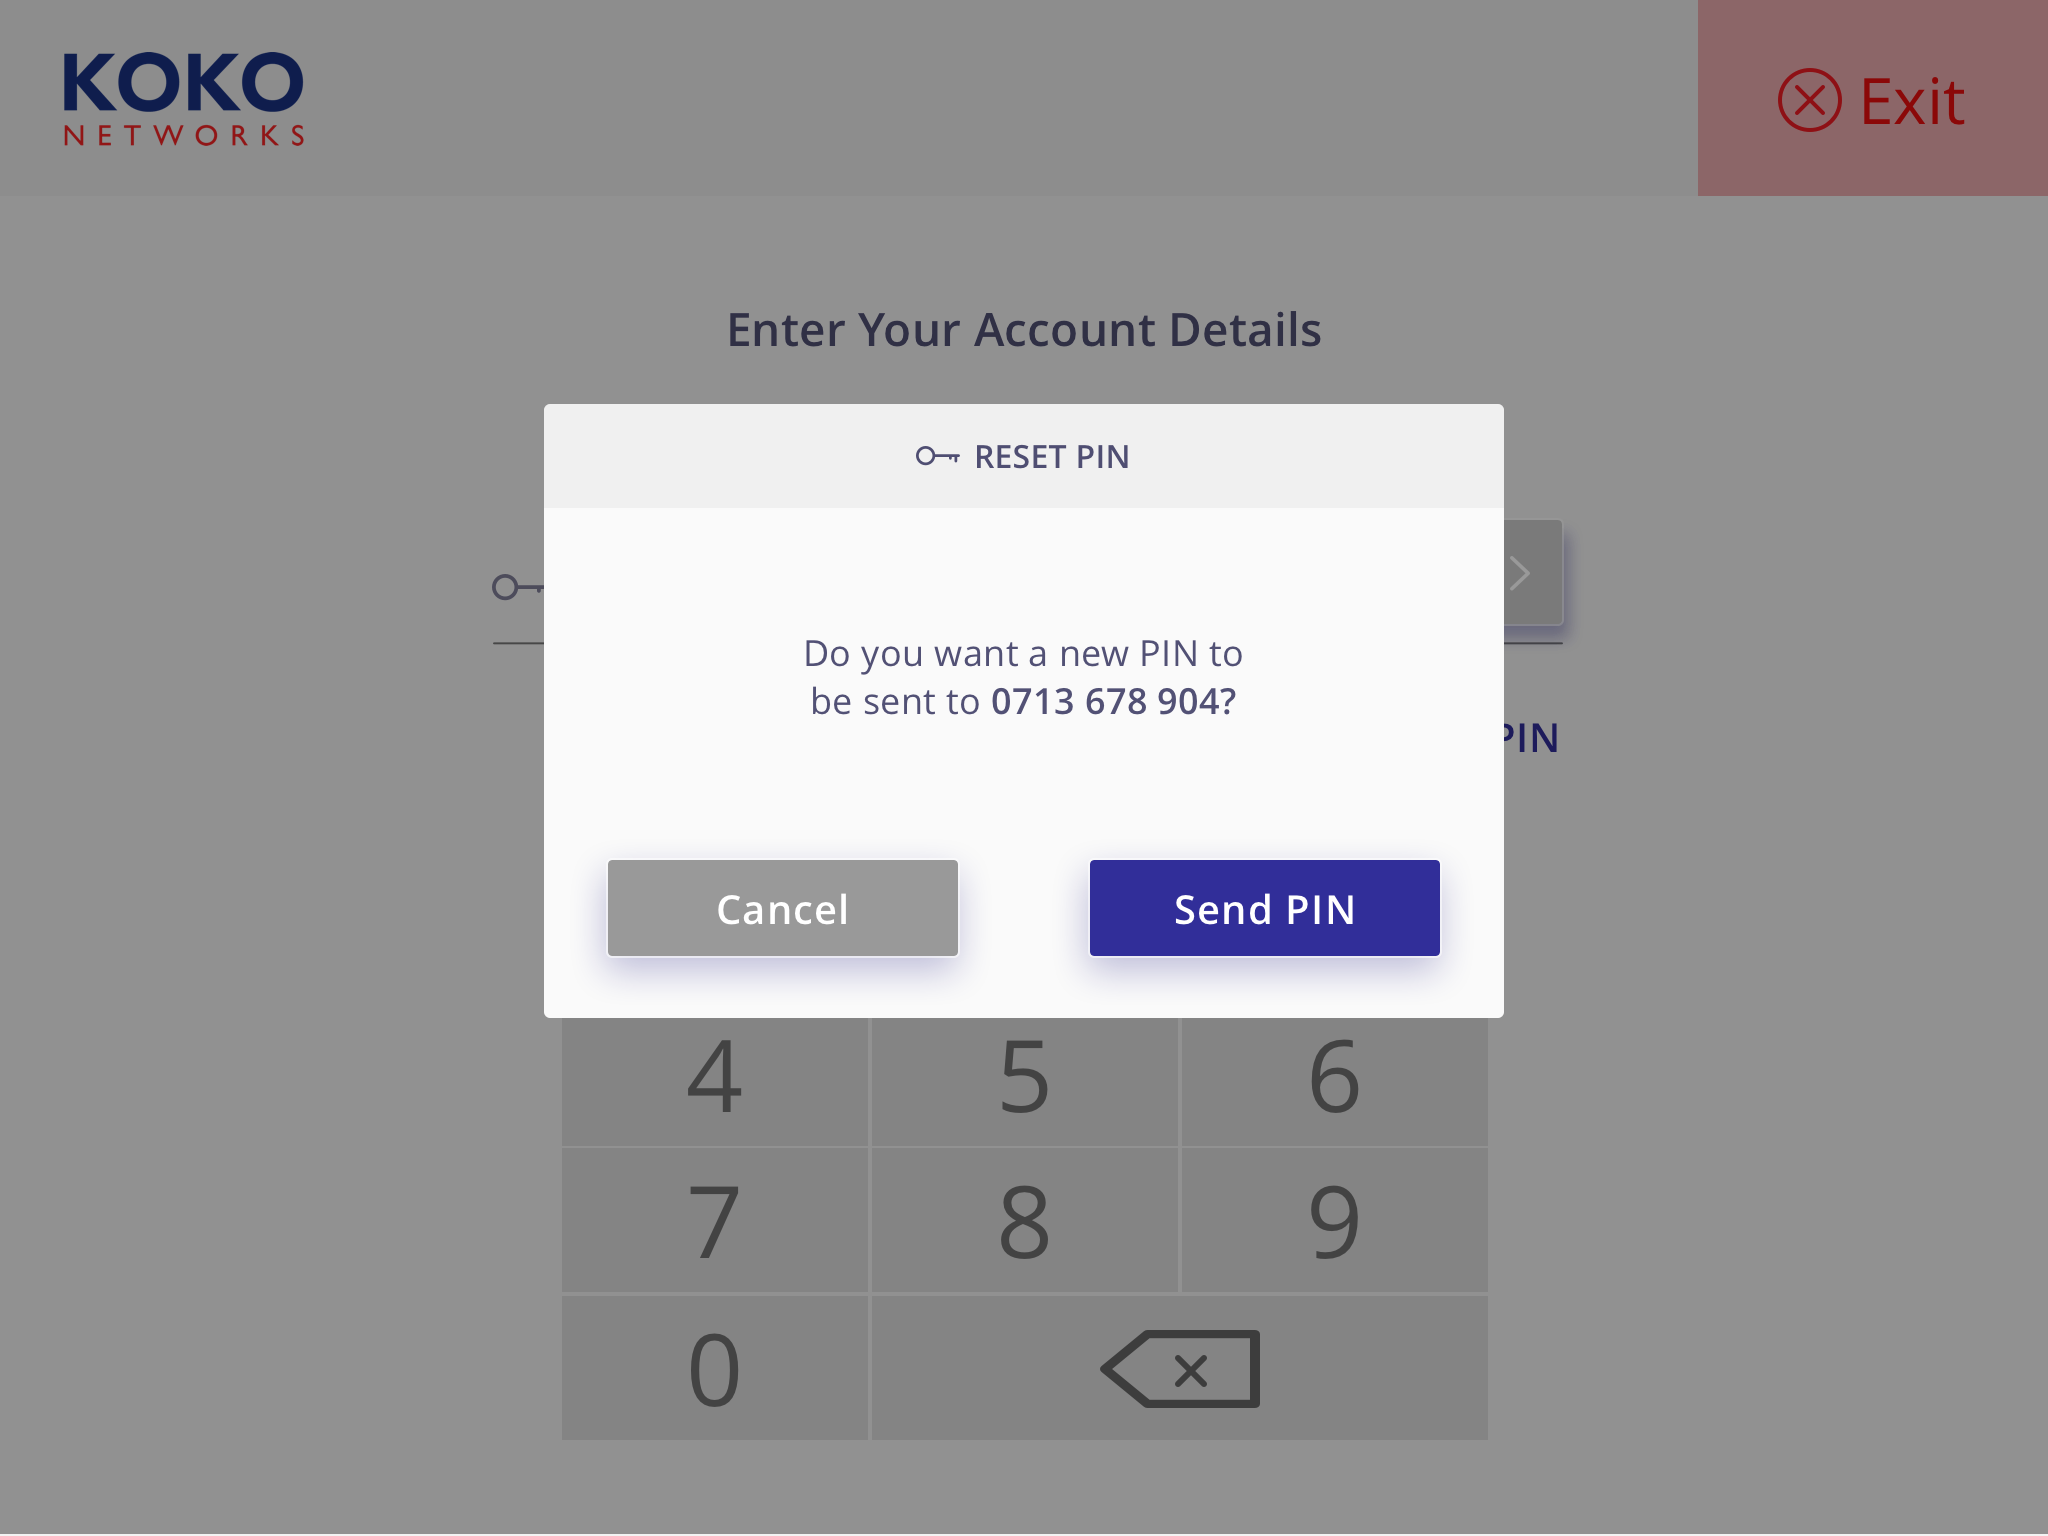 KOKO
NETWORKS
Exit
Enter Your Account Details
RESET PIN
Do you want a new PIN to
be sent to 0713 678 904?
PIN
Cancel
Send PIN
4 5 6
7 8 9
0